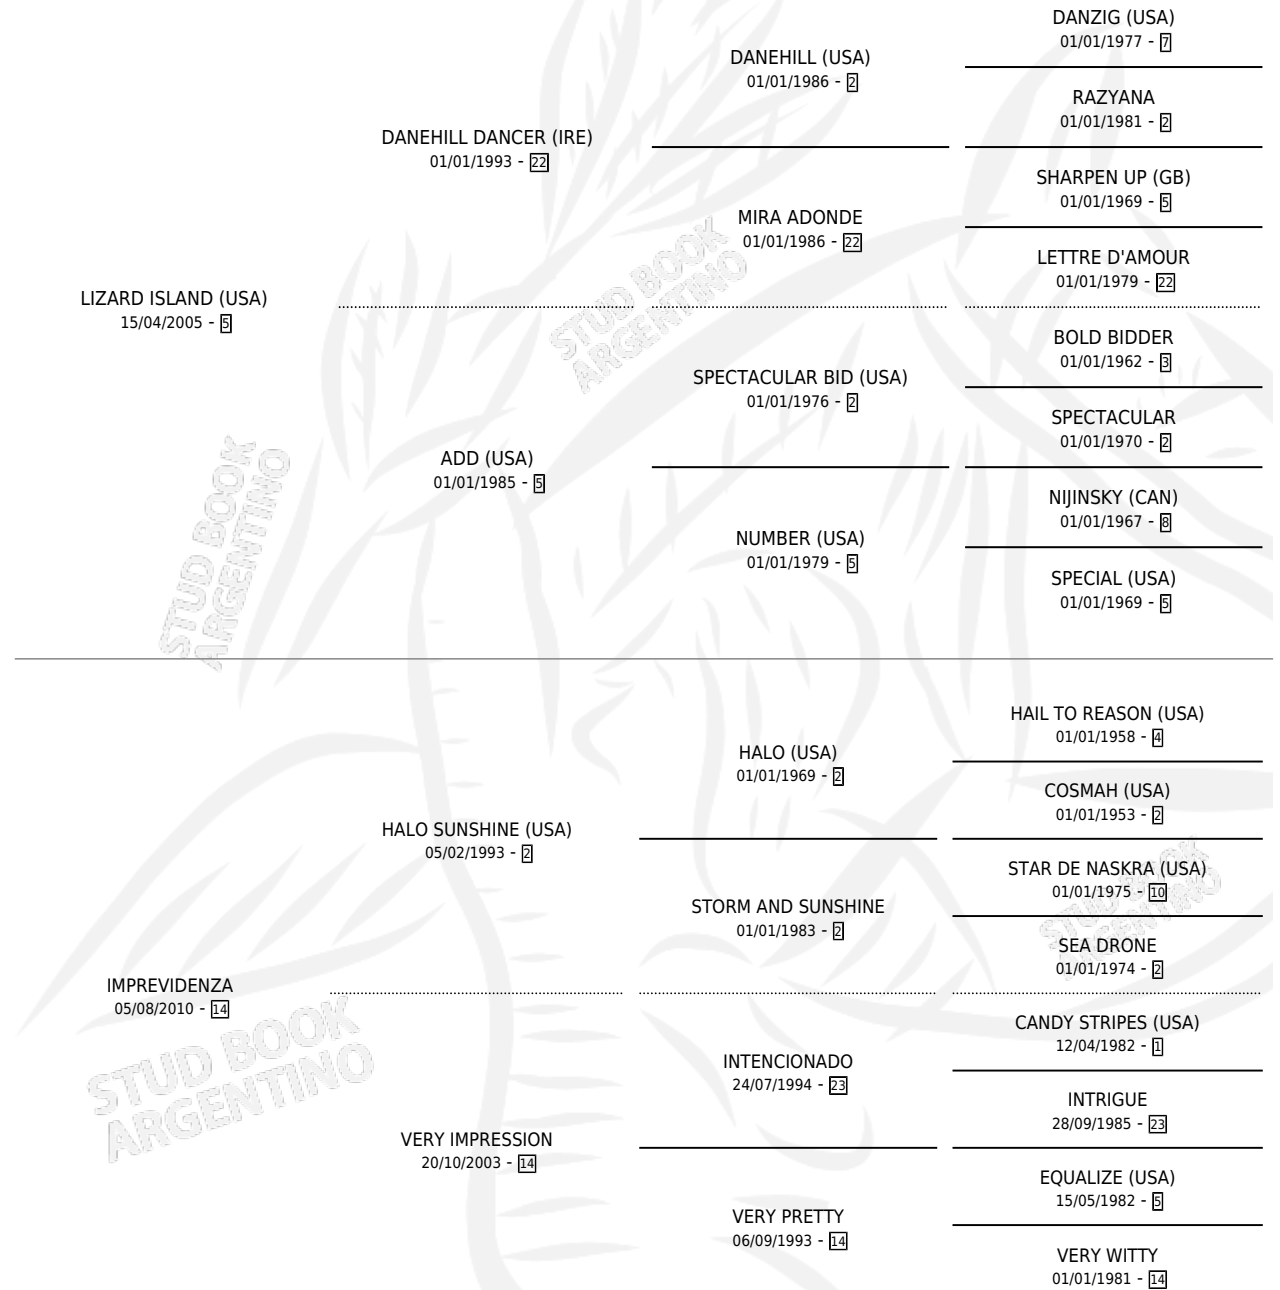 DANZIG (USA)
01/01/1977 - 7
DANEHILL (USA)
01/01/1986 - 2
RAZYANA
01/01/1981 - 2
DANEHILL DANCER (IRE)
01/01/1993 - 22
SHARPEN UP (GB)
01/01/1969 - 5
MIRA ADONDE
01/01/1986 - 22
LETTRE D'AMOUR
01/01/1979 - 22
LIZARD ISLAND (USA)
15/04/2005 - 5
BOLD BIDDER
01/01/1962 - 3
SPECTACULAR BID (USA)
01/01/1976 - 2
SPECTACULAR
01/01/1970 - 2
ADD (USA)
01/01/1985 - 5
NIJINSKY (CAN)
01/01/1967 - 8
NUMBER (USA)
01/01/1979 - 5
SPECIAL (USA)
01/01/1969 - 5
HAIL TO REASON (USA)
01/01/1958 - 4
HALO (USA)
01/01/1969 - 2
COSMAH (USA)
01/01/1953 - 2
HALO SUNSHINE (USA)
05/02/1993 - 2
STAR DE NASKRA (USA)
01/01/1975 - 10
STORM AND SUNSHINE
01/01/1983 - 2
SEA DRONE
01/01/1974 - 2
IMPREVIDENZA
05/08/2010 - 14
CANDY STRIPES (USA)
12/04/1982 - 1
INTENCIONADO
24/07/1994 - 23
INTRIGUE
28/09/1985 - 23
VERY IMPRESSION
20/10/2003 - 14
EQUALIZE (USA)
15/05/1982 - 5
VERY PRETTY
06/09/1993 - 14
VERY WITTY
01/01/1981 - 14
STUD BOOK
ARGENTINO
STUD BOOK
ARGENTINO
STUD BOOK
ARGENTINO
STUD BOOK
ARGENTINO